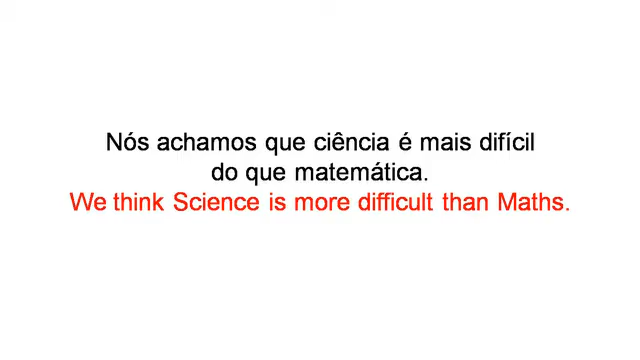 Nós achamos que ciência é mais difícil
do que matemática.
We think Science is more difficult than Maths.